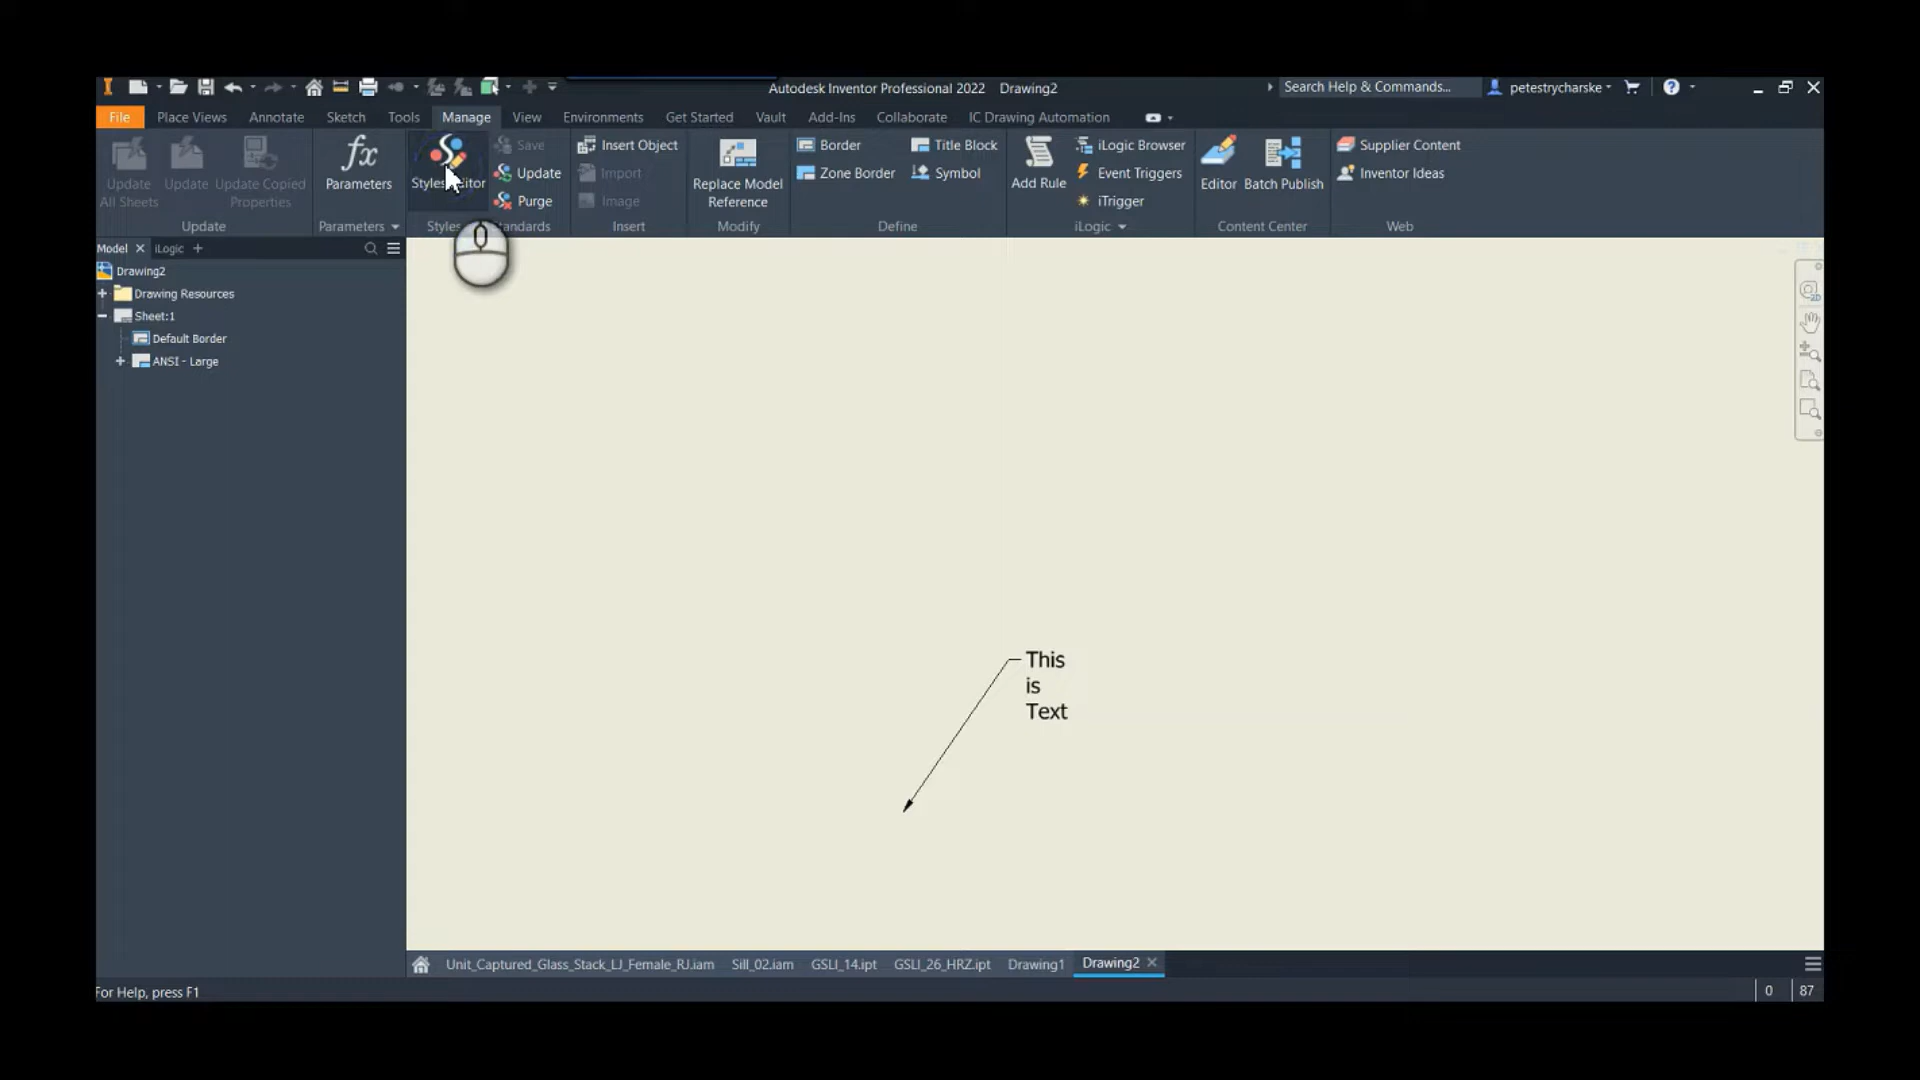 Autodesk Inventor Professional 2022 Drawing2
Search Help & Commands...
petestrycharske
File Place Views Annotate Sketch Tools Manage View Environments Get Started Vault Add-Ins Collaborate IC Drawing Automation
Update All Sheets
Update
Update Copied Properties
Update
fx
Parameters
Parameters
Save
Update
Purge
Insert Object
Import
Image
Insert
Replace Model Reference
Modify
Border
Zone Border
Title Block
Symbol
Define
Add Rule
iLogic Browser
Event Triggers
iTrigger
iLogic
Editor
Batch Publish
Content Center
Supplier Content
Inventor Ideas
Web
Model
iLogic
Drawing2
Drawing Resources
Sheet:1
Default Border
ANSI - Large
This
is
Text
Unit_Captured_Glass_Stack_LJ_Female_RJ.iam Sill_02.iam GSLI_14.ipt GSLI_26_HRZ.ipt Drawing1 Drawing2
For Help, press F1
0 87